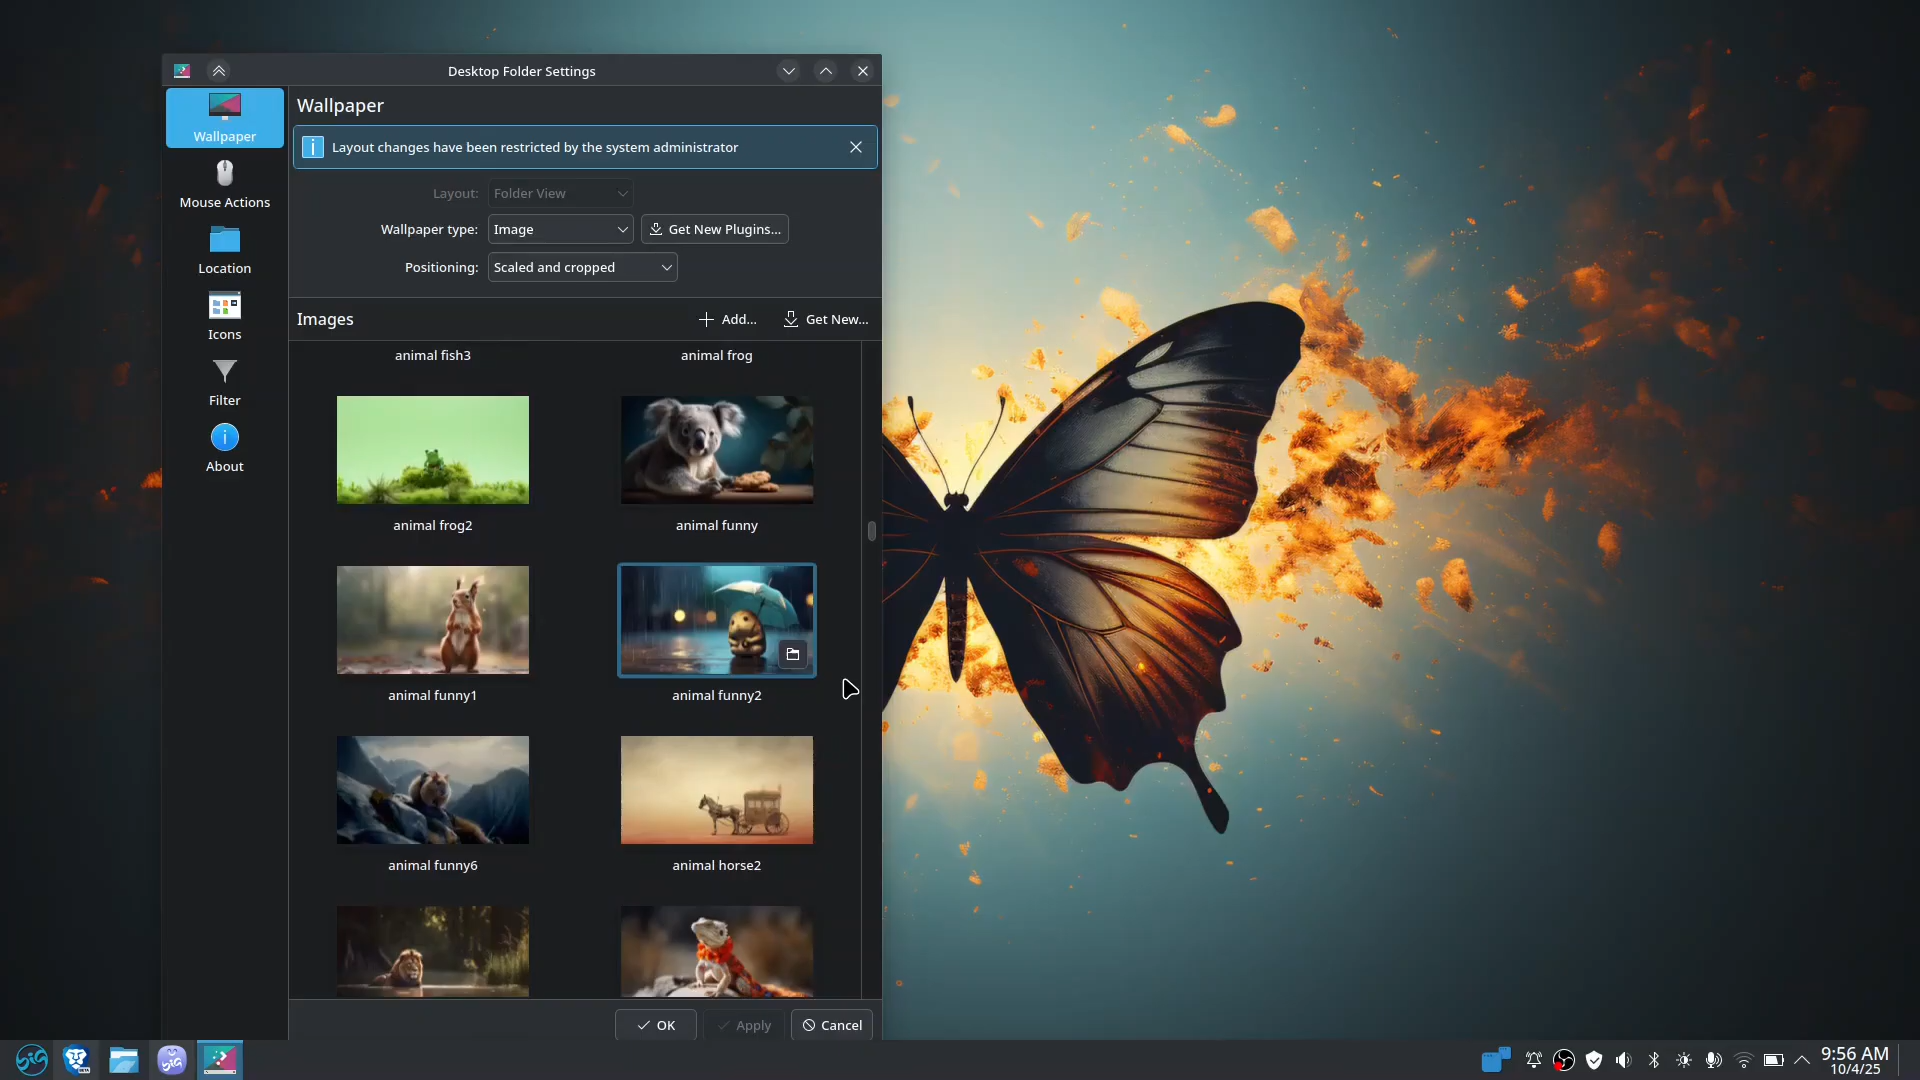 Desktop Folder Settings
Wallpaper
Wallpaper
Layout changes have been restricted by the system administrator
Mouse Actions
Layout: Folder View
Wallpaper type: Image Get New Plugins...
Location
Positioning: Scaled and cropped
Icons
Images Add... Get New...
animal fish3 animal frog
Filter
About
animal frog2 animal funny
animal funny1 animal funny2
animal funny6 animal horse2
OK Apply Cancel
9:56 AM
10/4/25